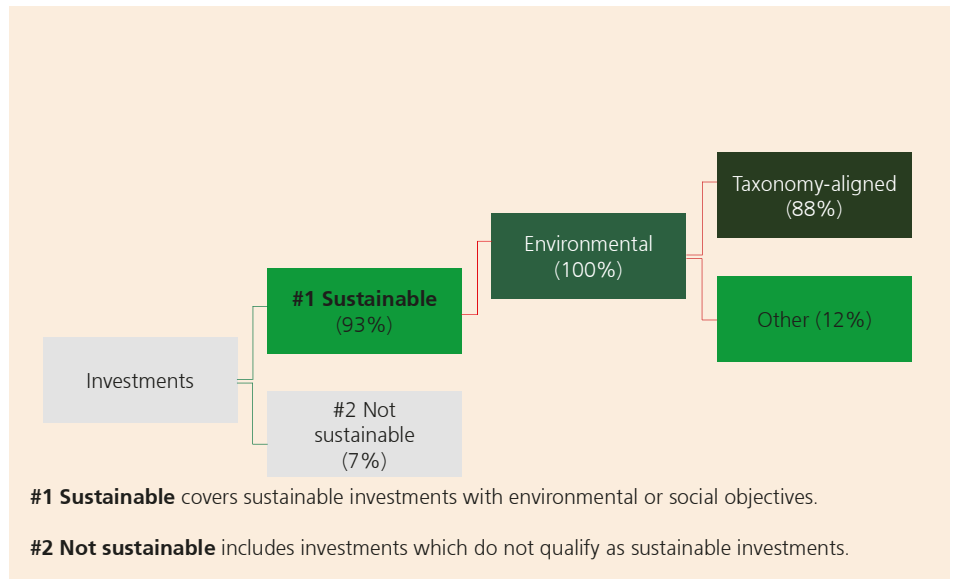 Taxonomy-aligned
(88%)
Environmental
(100%)
#1 Sustainable
(93%)
Other (12%)
Investments
#2 Not
sustainable
(7%)
#1 Sustainable covers sustainable investments with environmental or social objectives.
#2 Not sustainable includes investments which do not qualify as sustainable investments.